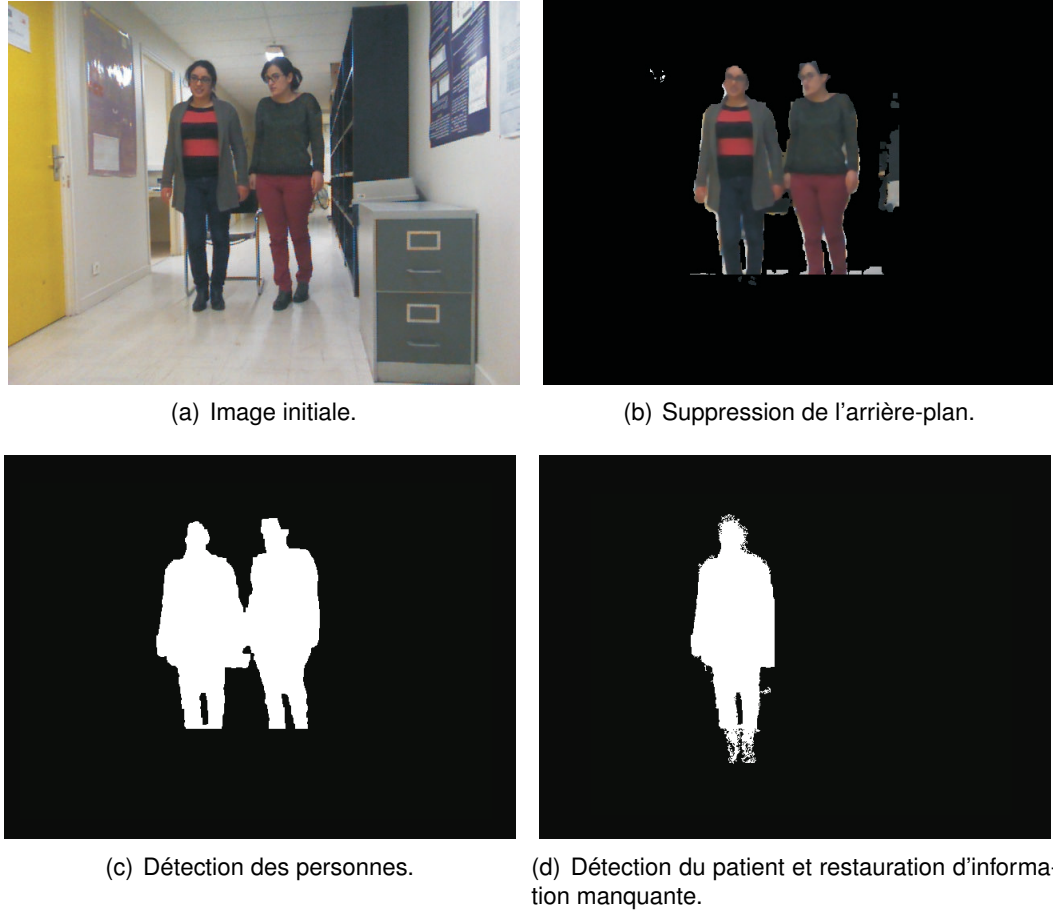 (a) Image initiale.
(b) Suppression de l'arrière-plan.
(c) Détection des personnes.
(d) Détection du patient et restauration d'informa-
tion manquante.